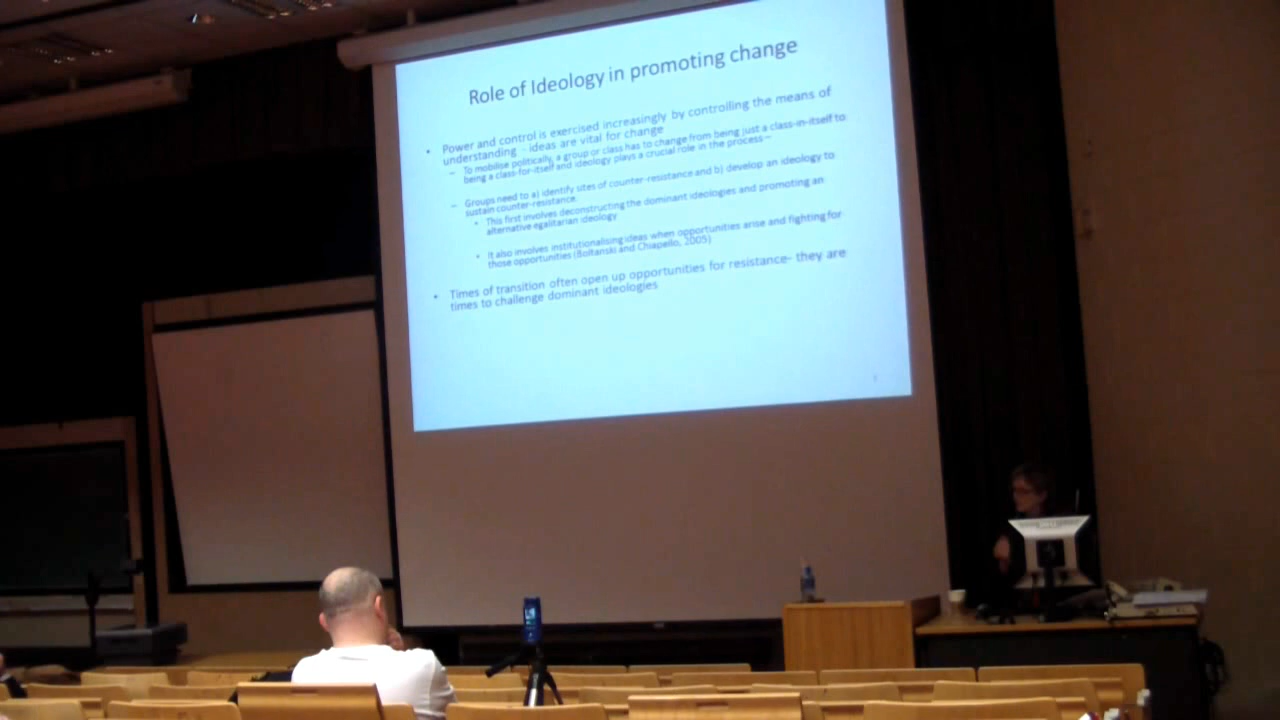 Role of Ideology in promoting change
• Power and control is exercised increasingly by controlling the means of
understanding - ideas are vital for change
– To mobilise politically, a group or class has to change from being just a class-in-itself to
being a class-for-itself and ideology plays a crucial role in the process –
– Groups need to a) identify sites of counter-resistance and b) develop an ideology to
sustain counter-resistance.
• This first involves deconstructing the dominant ideologies and promoting an
alternative egalitarian ideology
• It also involves institutionalising ideas when opportunities arise and fighting for
those opportunities (Boltanski and Chiapello, 2005)
• Times of transition often open up opportunities for resistance- they are
times to challenge dominant ideologies